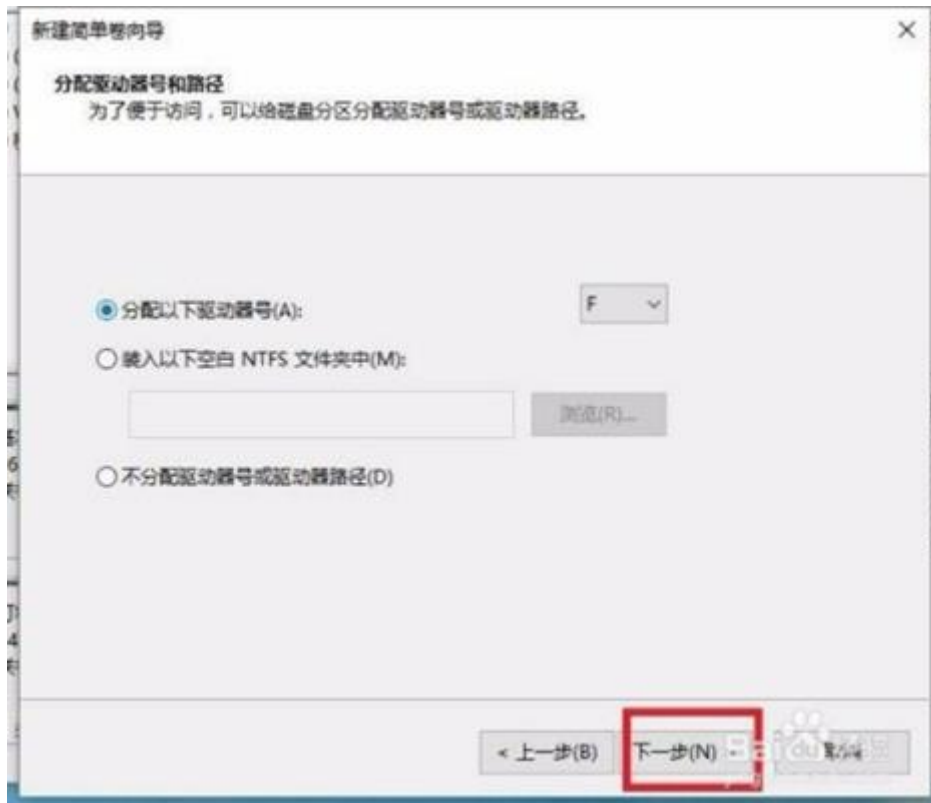 新建简单卷向导
分配驱动器号和路径
为了便于访问，可以给磁盘分区分配驱动器号或驱动器路径。
分配以下驱动器号(A):
F
装入以下空白 NTFS 文件夹中(M):
浏览(R)...
不分配驱动器号或驱动器路径(D)
< 上一步(B)
下一步(N)